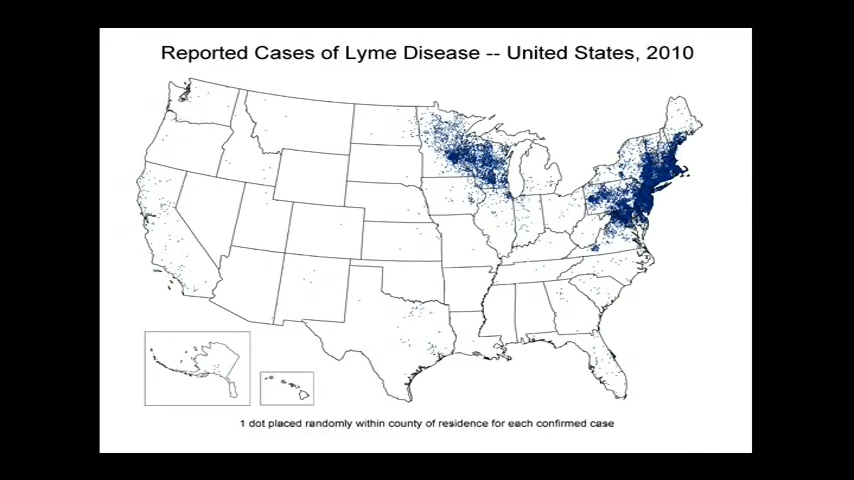 Reported Cases of Lyme Disease -- United States, 2010
1 dot placed randomly within county of residence for each confirmed case